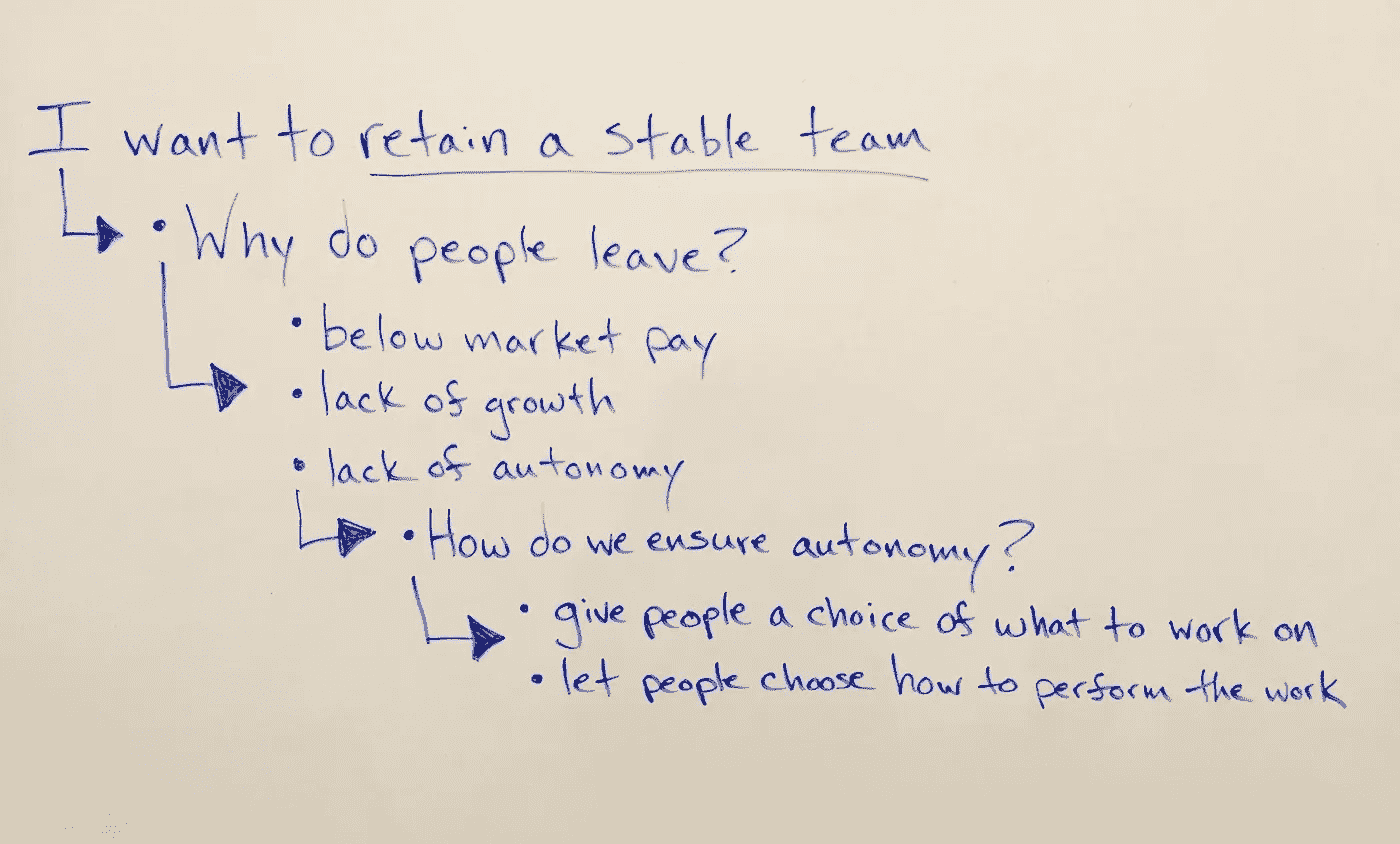 I want to retain a stable team
• Why do people leave?
• below market pay
• lack of growth
• lack of autonomy
• How do we ensure autonomy?
• give people a choice of what to work on
• let people choose how to perform the work